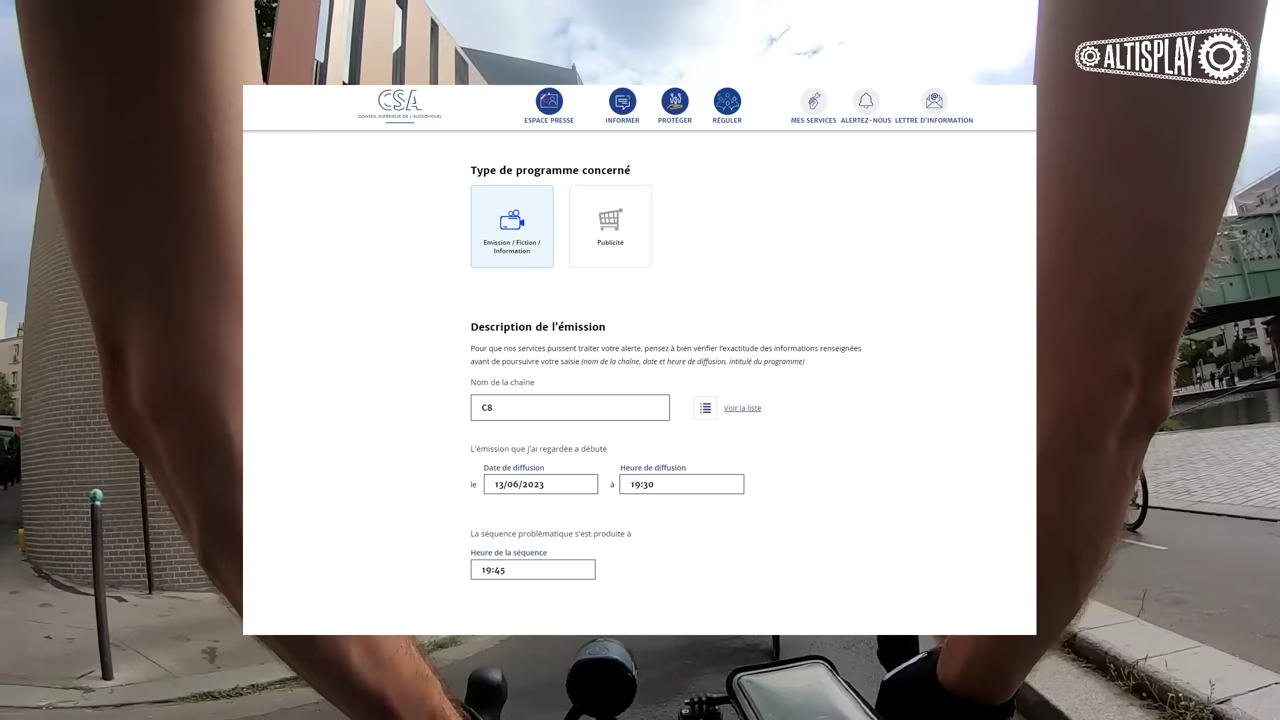 ALTISPLAY
CSA
CONSEIL SUPÉRIEUR DE L'AUDIOVISUEL
ESPACE PRESSE
INFORMER
PROTÉGER
RÉGULER
MES SERVICES
ALERTEZ-NOUS
LETTRE D'INFORMATION
Type de programme concerné
Emission / Fiction /
Information
Publicité
Description de l'émission
Pour que nos services puissent traiter votre alerte, pensez à bien vérifier l'exactitude des informations renseignées
avant de poursuivre votre saisie (nom de la chaîne, date et heure de diffusion, intitulé du programme)
Nom de la chaîne
C8
Voir la liste
L'émission que j'ai regardée a débuté
Date de diffusion
Heure de diffusion
le 13/06/2023 à 19:30
La séquence problématique s'est produite à
Heure de la séquence
19:45